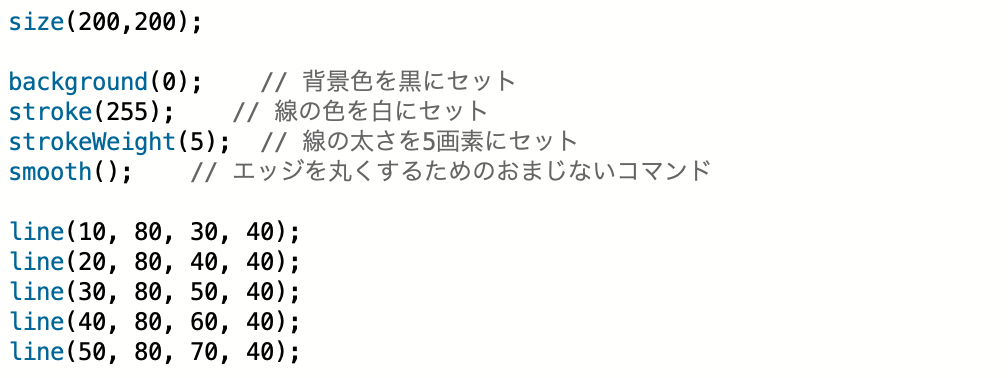 size(200,200);
background(0);    // 背景色を黒にセット
stroke(255);    // 線の色を白にセット
strokeWeight(5);  // 線の太さを5画素にセット
smooth();    // エッジを丸くするためのおまじないコマンド
line(10, 80, 30, 40);
line(20, 80, 40, 40);
line(30, 80, 50, 40);
line(40, 80, 60, 40);
line(50, 80, 70, 40);